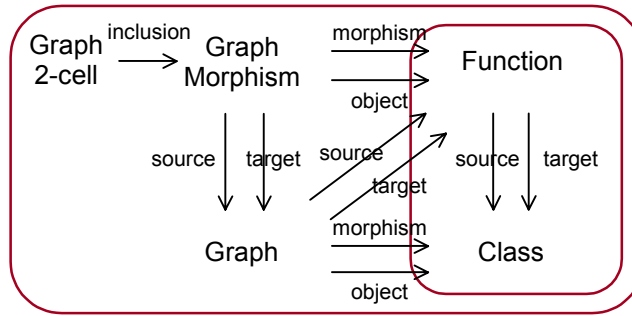 Graph
2-cell
inclusion
Graph
Morphism
morphism
object
Function
source
target
source
target
source
target
Graph
morphism
object
Class